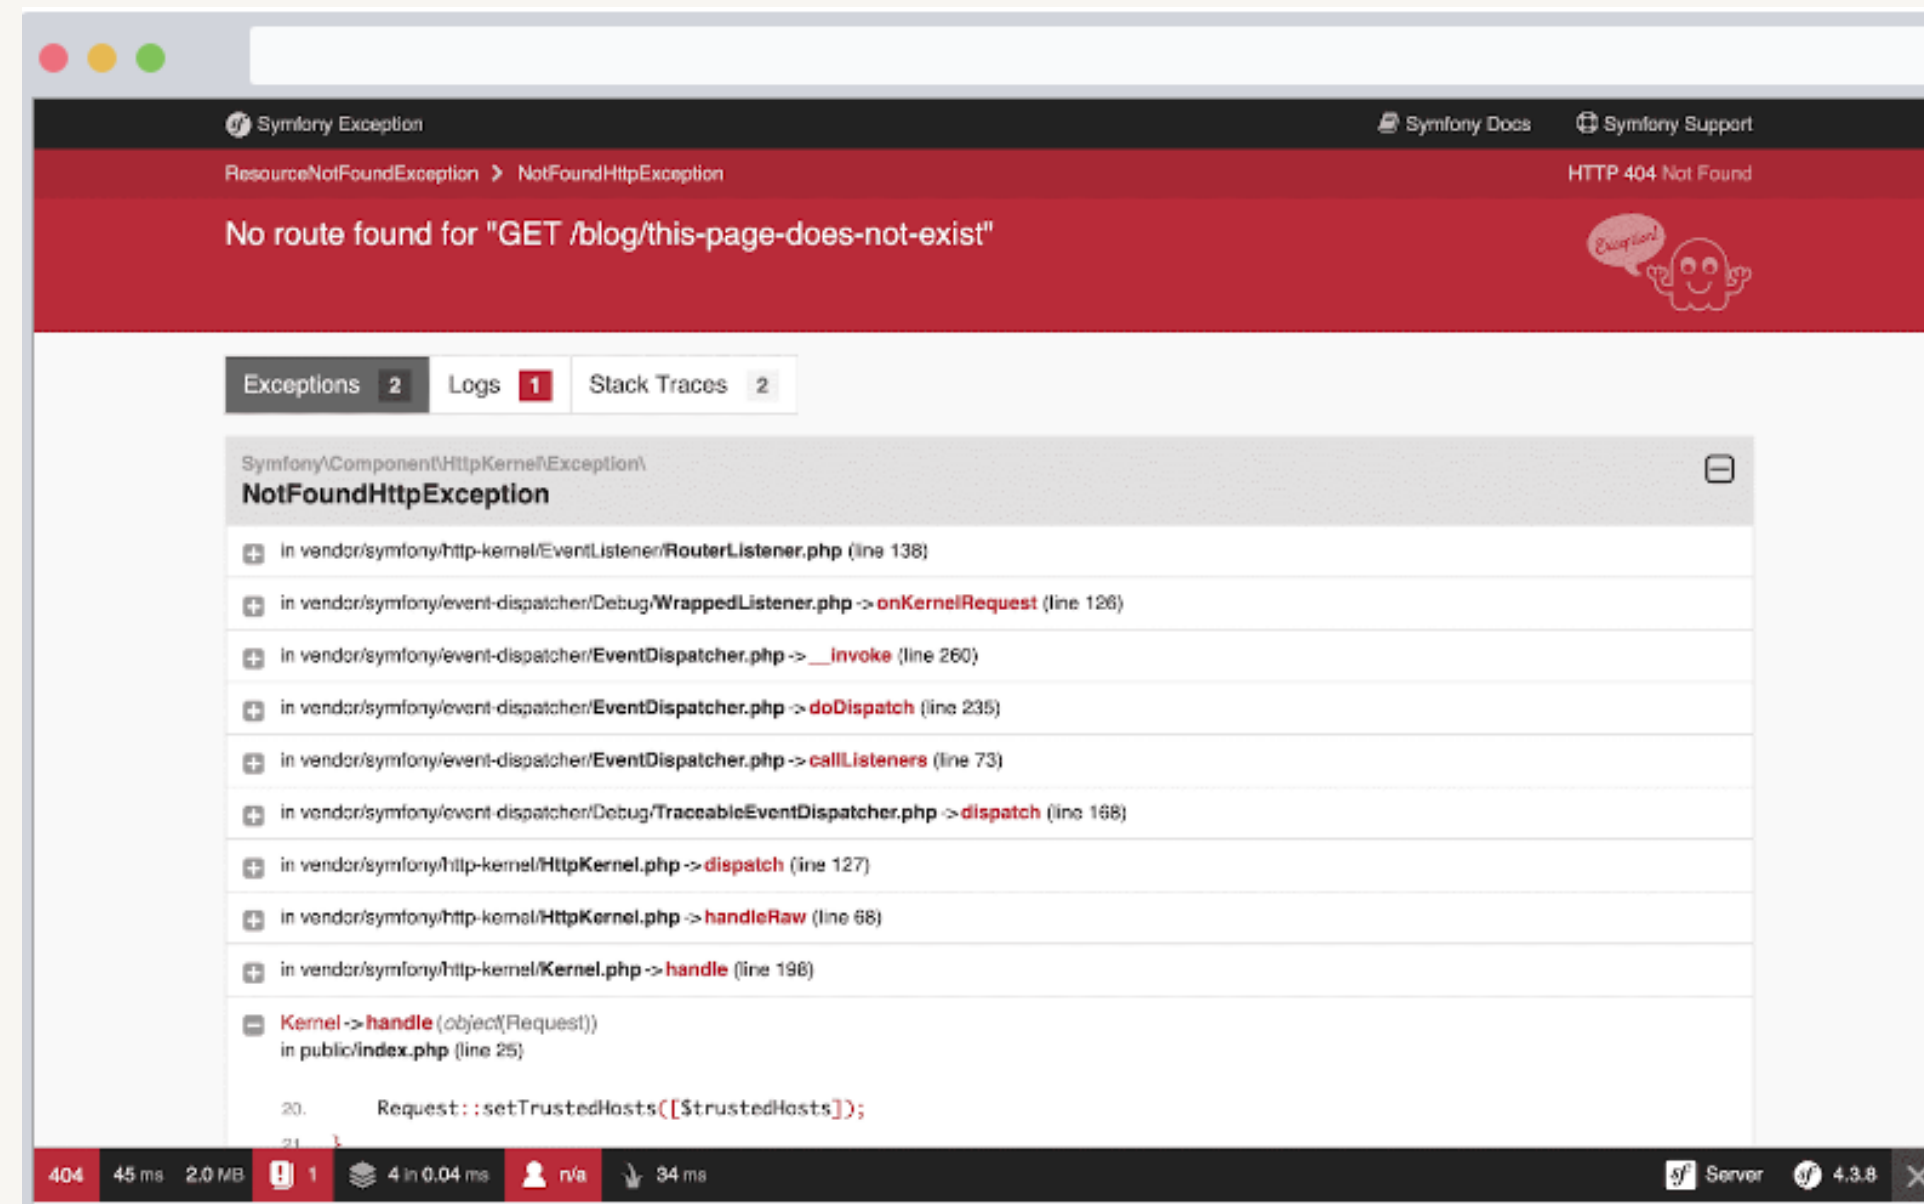 Symfony Exception
Symfony Docs
Symfony Support
ResourceNotFoundException > NotFoundHttpException
HTTP 404 Not Found
No route found for "GET /blog/this-page-does-not-exist"
Exception!
Exceptions 2
Logs 1
Stack Traces 2
Symfony\Component\HttpKernel\Exception\
NotFoundHttpException
in vendor/symfony/http-kernel/EventListener/RouterListener.php (line 138)
in vendor/symfony/event-dispatcher/Debug/WrappedListener.php->onKernelRequest (line 126)
in vendor/symfony/event-dispatcher/EventDispatcher.php->__invoke (line 260)
in vendor/symfony/event-dispatcher/EventDispatcher.php->doDispatch (line 235)
in vendor/symfony/event-dispatcher/EventDispatcher.php->callListeners (line 73)
in vendor/symfony/event-dispatcher/Debug/TraceableEventDispatcher.php->dispatch (line 168)
in vendor/symfony/http-kernel/HttpKernel.php->dispatch (line 127)
in vendor/symfony/http-kernel/HttpKernel.php->handleRaw (line 68)
in vendor/symfony/http-kernel/Kernel.php->handle (line 198)
Kernel->handle(object(Request))
in public/index.php (line 25)
20. Request::setTrustedHosts([$trustedHosts]);
21. }
404 45 ms 2.0 MB 1 4 in 0.04 ms n/a 34 ms sf Server sf 4.3.8